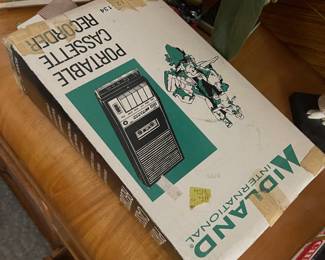 PORTABLE
CASSETTE
RECORDER
MIDLAND
INTERNATIONAL